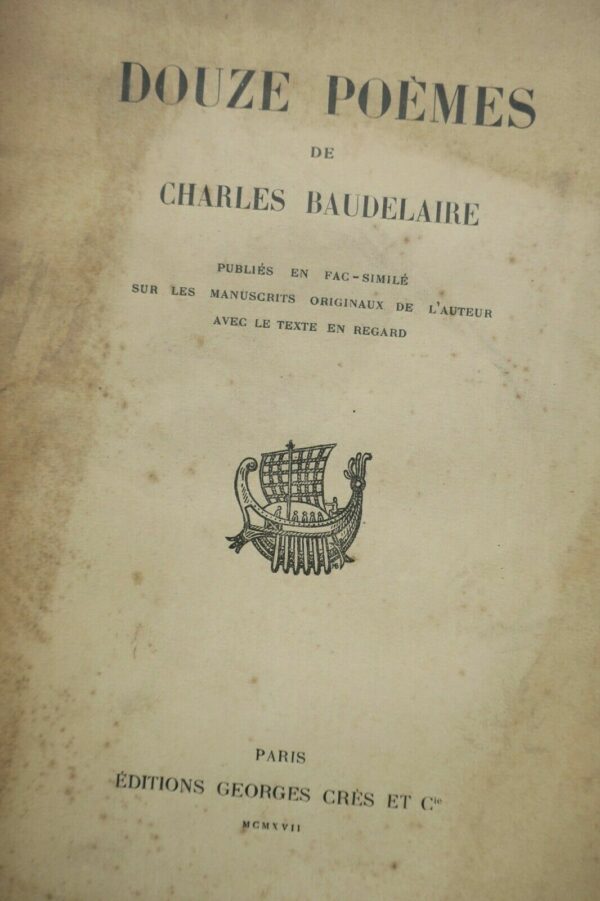 DOUZE POÈMES
DE
CHARLES BAUDELAIRE
PUBLIÉS EN FAC-SIMILÉ
SUR LES MANUSCRITS ORIGINAUX DE L'AUTEUR
AVEC LE TEXTE EN REGARD
PARIS
ÉDITIONS GEORGES CRÈS ET Cie
MCMXVII